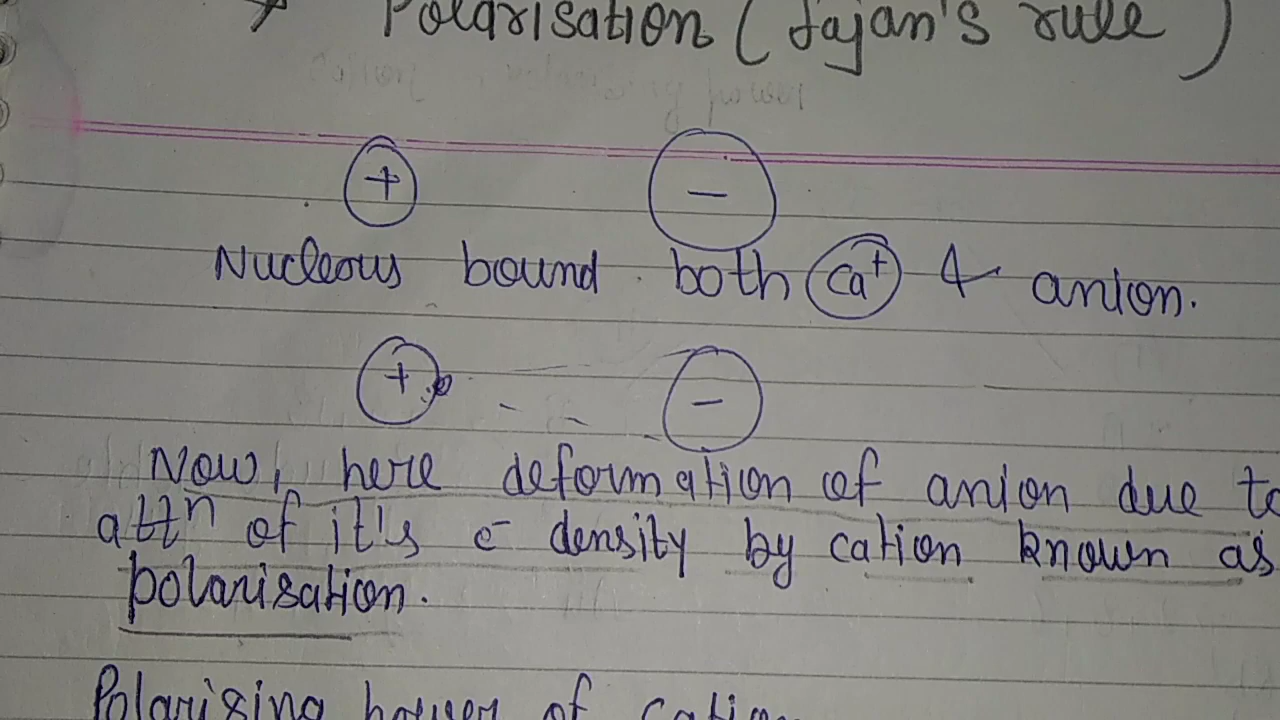 Polarisation (fajan's rule)
+ −
Nucleous bound both Ca+ & anion.
+ −
Now, here deformation of anion due to
attⁿ of it's e⁻ density by cation known as
polarisation.
Polarising power of cation